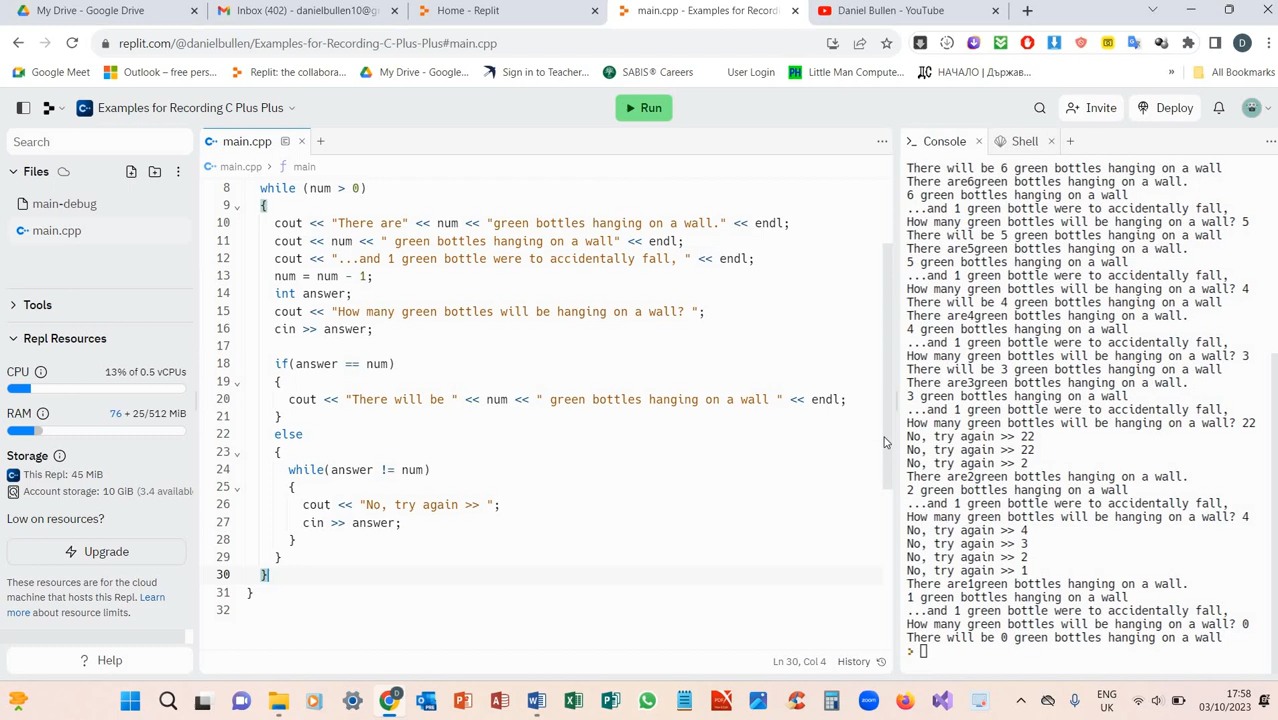 My Drive - Google Drive
Inbox (402) - danielbullen10@g
Home - Replit
main.cpp - Examples for Recordi
Daniel Bullen - YouTube
replit.com/@danielbullen/Examples-for-Recording-C-Plus-Plus#main.cpp
D
Google Meet
Outlook – free pers...
Replit: the collabora...
My Drive - Google...
Sign in to Teacher...
SABIS® Careers
User Login
PH Little Man Compute...
ДС НАЧАЛО | Държав...
»
All Bookmarks
Examples for Recording C Plus Plus
Run
Invite
Deploy
Search
main.cpp
Console
Shell
main.cpp > main
Files
main-debug
main.cpp
Tools
Repl Resources
CPU 13% of 0.5 vCPUs
RAM 76 + 25/512 MiB
Storage
This Repl: 45 MiB
Account storage: 10 GiB (3.4 availabl
Low on resources?
Upgrade
These resources are for the cloud
machine that hosts this Repl. Learn
more about resource limits.
? Help
8 while (num > 0)
9 {
10 cout << "There are" << num <<"green bottles hanging on a wall." << endl;
11 cout << num << " green bottles hanging on a wall" << endl;
12 cout << "...and 1 green bottle were to accidentally fall, " << endl;
13 num = num - 1;
14 int answer;
15 cout << "How many green bottles will be hanging on a wall? ";
16 cin >> answer;
17
18 if(answer == num)
19 {
20 cout << "There will be " << num << " green bottles hanging on a wall " << endl;
21 }
22 else
23 {
24 while(answer != num)
25 {
26 cout << "No, try again >> ";
27 cin >> answer;
28 }
29 }
30 }
31 }
32
Ln 30, Col 4 History
There will be 6 green bottles hanging on a wall
There are6green bottles hanging on a wall.
6 green bottles hanging on a wall
...and 1 green bottle were to accidentally fall,
How many green bottles will be hanging on a wall? 5
There will be 5 green bottles hanging on a wall
There are5green bottles hanging on a wall.
5 green bottles hanging on a wall
...and 1 green bottle were to accidentally fall,
How many green bottles will be hanging on a wall? 4
There will be 4 green bottles hanging on a wall
There are4green bottles hanging on a wall.
4 green bottles hanging on a wall
...and 1 green bottle were to accidentally fall,
How many green bottles will be hanging on a wall? 3
There will be 3 green bottles hanging on a wall
There are3green bottles hanging on a wall.
3 green bottles hanging on a wall
...and 1 green bottle were to accidentally fall,
How many green bottles will be hanging on a wall? 22
No, try again >> 22
No, try again >> 22
No, try again >> 2
There are2green bottles hanging on a wall.
2 green bottles hanging on a wall
...and 1 green bottle were to accidentally fall,
How many green bottles will be hanging on a wall? 4
No, try again >> 4
No, try again >> 3
No, try again >> 2
No, try again >> 1
There are1green bottles hanging on a wall.
1 green bottles hanging on a wall
...and 1 green bottle were to accidentally fall,
How many green bottles will be hanging on a wall? 0
There will be 0 green bottles hanging on a wall
>
ENG
UK
17:58
03/10/2023